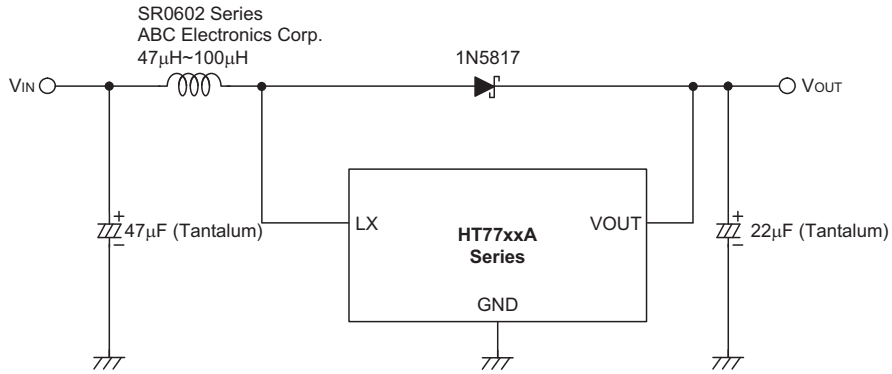 SR0602 Series
ABC Electronics Corp.
47µH~100µH
1N5817
VIN
VOUT
LX
HT77xxA
Series
VOUT
GND
+
47µF (Tantalum)
−
+
22µF (Tantalum)
−